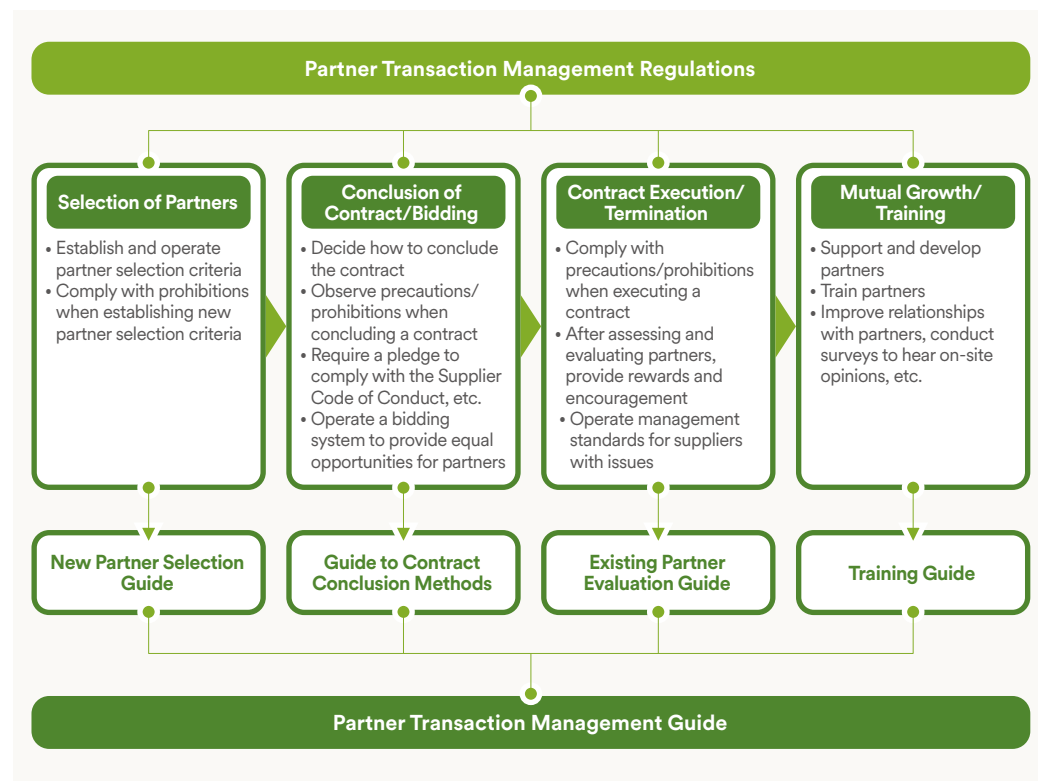 Partner Transaction Management Regulations
Selection of Partners
• Establish and operate
partner selection criteria
• Comply with prohibitions
when establishing new
partner selection criteria
Conclusion of
Contract/Bidding
• Decide how to conclude
the contract
• Observe precautions/
prohibitions when
concluding a contract
• Require a pledge to
comply with the Supplier
Code of Conduct, etc.
• Operate a bidding
system to provide equal
opportunities for partners
Contract Execution/
Termination
• Comply with
precautions/prohibitions
when executing a
contract
• After assessing and
evaluating partners,
provide rewards and
encouragement
• Operate management
standards for suppliers
with issues
Mutual Growth/
Training
• Support and develop
partners
• Train partners
• Improve relationships
with partners, conduct
surveys to hear on-site
opinions, etc.
New Partner Selection
Guide
Guide to Contract
Conclusion Methods
Existing Partner
Evaluation Guide
Training Guide
Partner Transaction Management Guide